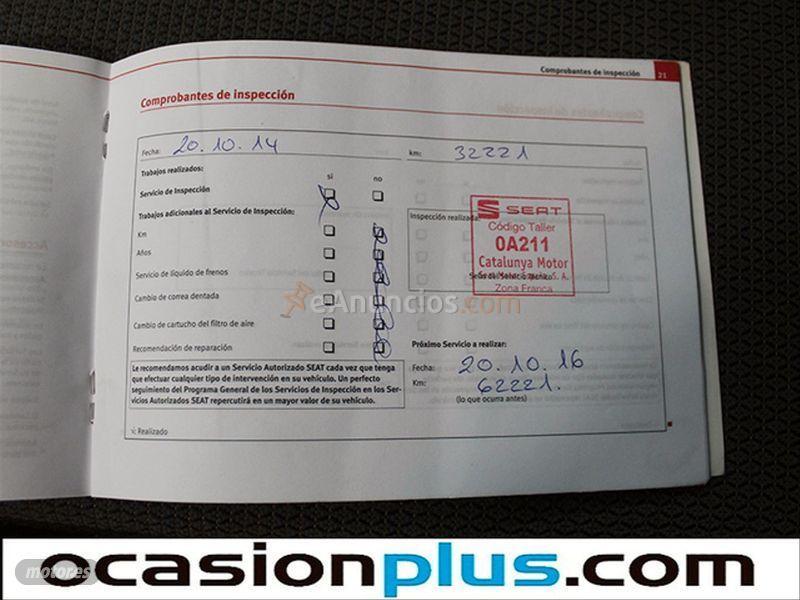 Comprobantes de inspección 21
Comprobantes de inspección
Fecha: 20.10.14 km: 32221
Trabajos realizados:
si no
Servicio de Inspección
Trabajos adicionales al Servicio de Inspección:
Inspección realizada:
SEAT
Código Taller
0A211
Catalunya Motor
Zona Franca
Km
Años
Servicio de líquido de frenos
Cambio de correa dentada
Cambio de cartucho del filtro de aire
Recomendación de reparación
Próximo Servicio a realizar:
Fecha: 20.10.16
Km: 62221.
(lo que ocurra antes)
Le recomendamos acudir a un Servicio Autorizado SEAT cada vez que tenga
que efectuar cualquier tipo de intervención en su vehículo. Un perfecto
seguimiento del Programa General de los Servicios de Inspección en los Ser-
vicios Autorizados SEAT repercutirá en un mayor valor de su vehículo.
√: Realizado
eAnuncios.com
motores
ocasionplus.com